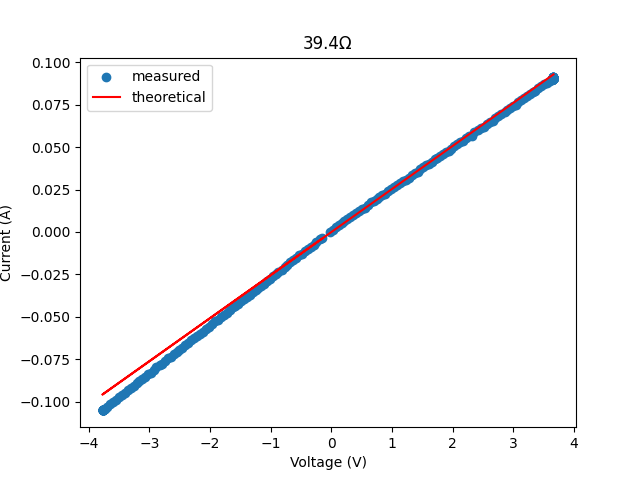 39.4Ω
measured
theoretical
0.100
0.075
0.050
0.025
0.000
−0.025
−0.050
−0.075
−0.100
Current (A)
−4 −3 −2 −1 0 1 2 3 4
Voltage (V)